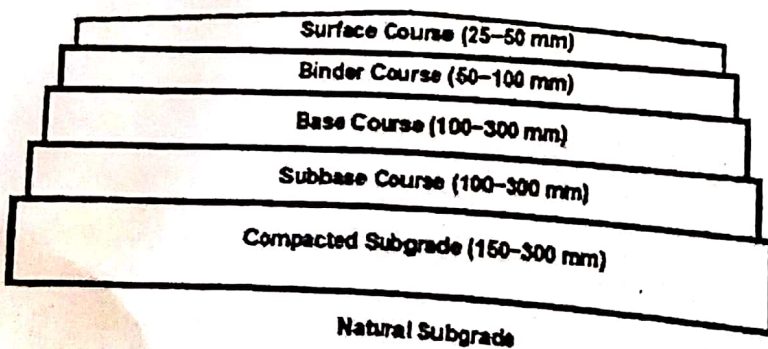 Surface Course (25-50 mm)
Binder Course (50-100 mm)
Base Course (100-300 mm)
Subbase Course (100-300 mm)
Compacted Subgrade (150-300 mm)
Natural Subgrade